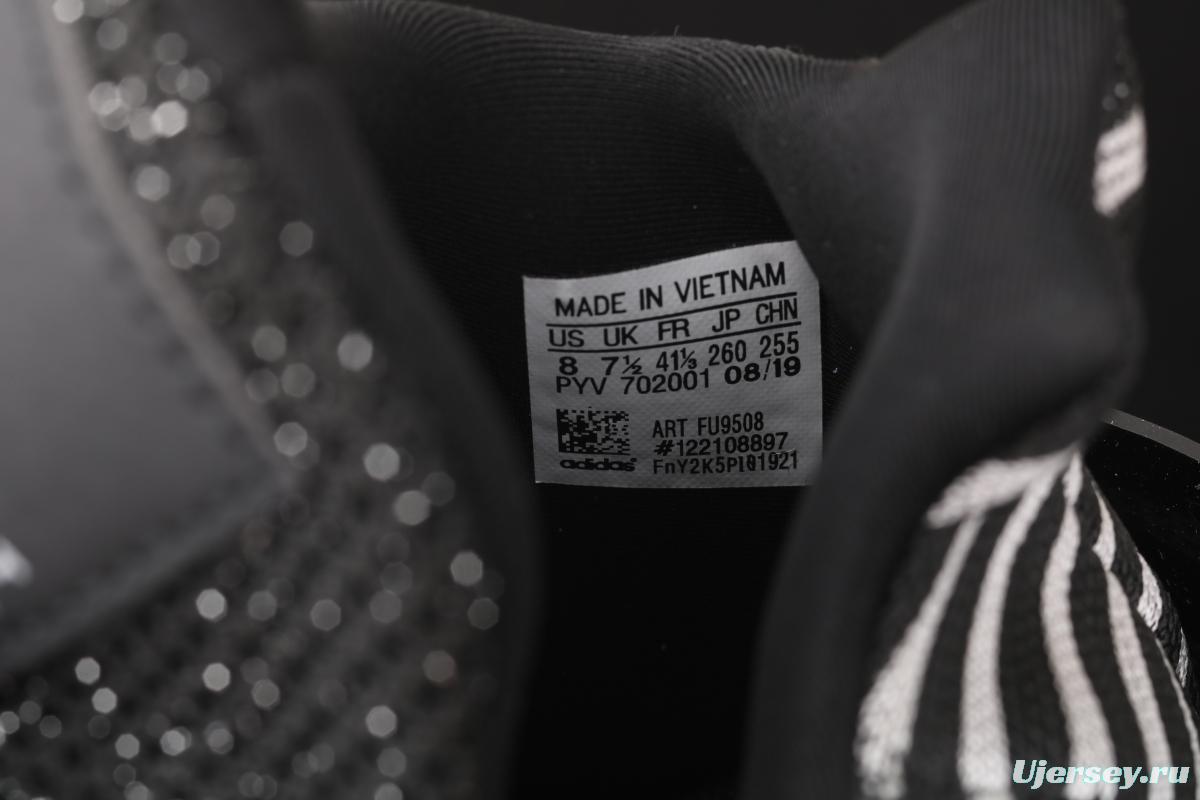 MADE IN VIETNAM
US UK FR JP CHN
8 7½ 41⅓ 260 255
PYV 702001 08/19
ART FU9508
#122108897
adidas FnY2K5P101921
Ujersey.ru